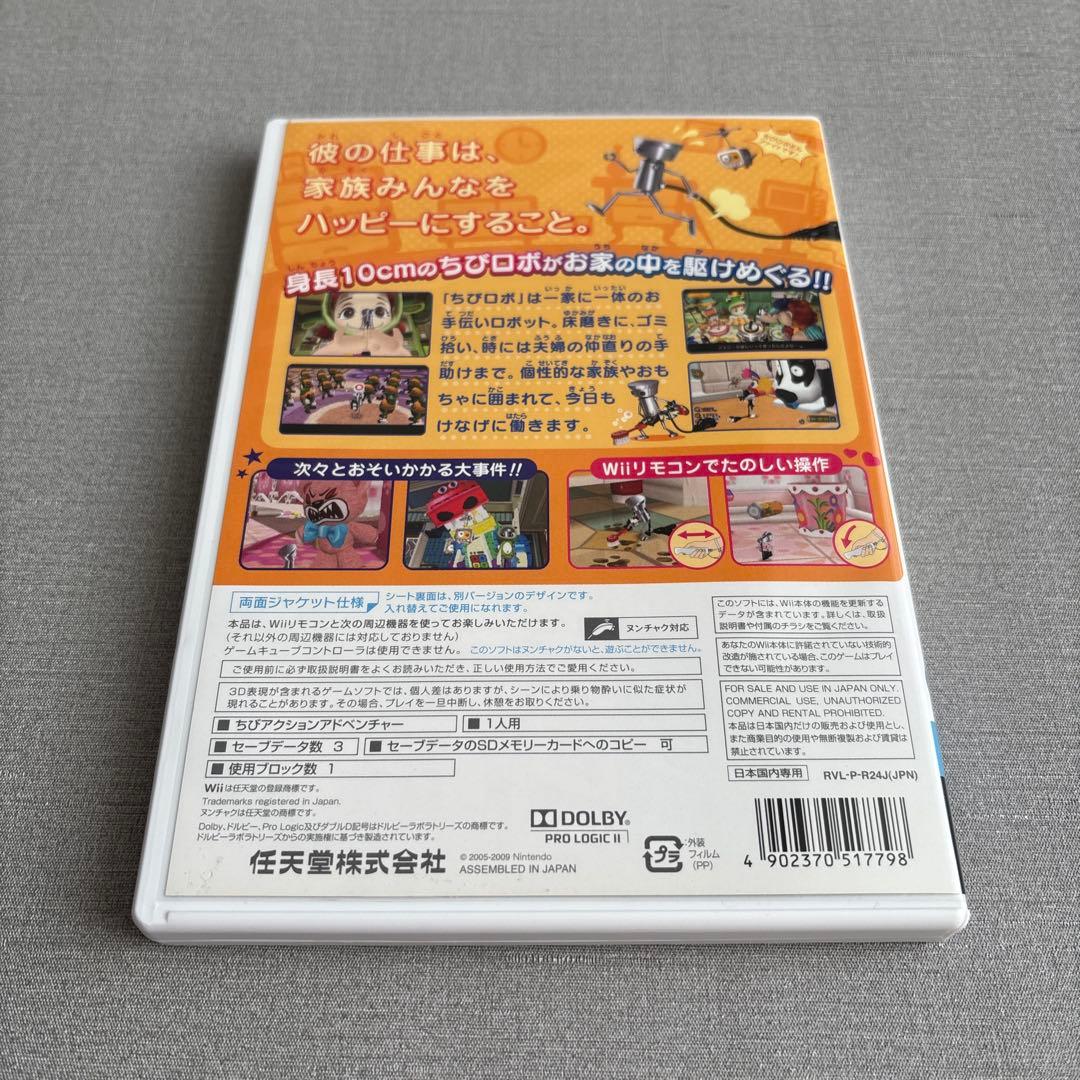 彼の仕事は、
家族みんなを
ハッピーにすること。
身長10cmのちびロボがお家の中を駆けめぐる!!
「ちびロボ」は一家に一体のお
手伝いロボット。床磨きに、ゴミ
拾い、時には夫婦の仲直りの手
助けまで。個性的な家族やおも
ちゃに囲まれて、今日も
けなげに働きます。
次々とおそいかかる大事件!!
Wiiリモコンでたのしい操作
両面ジャケット仕様
シート裏面は、別バージョンのデザインです。
入れ替えてご使用になれます。
本品は、Wiiリモコンと次の周辺機器を使ってお楽しみいただけます。
(それ以外の周辺機器には対応しておりません)
ヌンチャク対応
ゲームキューブコントローラは使用できません。 このソフトはヌンチャクがないと、遊ぶことができません。
ご使用前に必ず取扱説明書をよくお読みいただき、正しい使用方法でご愛用ください。
3D表現が含まれるゲームソフトでは、個人差はありますが、シーンにより乗り物酔いに似た症状が
現れることがあります。その場合、プレイを一旦中断し、休憩をお取りください。
■ ちびアクションアドベンチャー
■ 1人用
■ セーブデータ数 3
■ セーブデータのSDメモリーカードへのコピー 可
■ 使用ブロック数 1
このソフトには、Wii本体の機能を更新する
データが含まれています。詳しくは、取扱
説明書や付属のチラシをご覧ください。
あなたのWii本体に許諾されていない技術的
改造が施されている場合、このゲームはプレイ
できない可能性があります。
FOR SALE AND USE IN JAPAN ONLY.
COMMERCIAL USE, UNAUTHORIZED
COPY AND RENTAL PROHIBITED.
本品は日本国内だけの販売および使用とし、
また商業目的の使用や無断複製および賃貸は
禁止されています。
日本国内専用
RVL-P-R24J(JPN)
Wiiは任天堂の登録商標です。
Trademarks registered in Japan.
ヌンチャクは任天堂の商標です。
Dolby、ドルビー、Pro Logic及びダブルD記号はドルビーラボラトリーズの商標です。
ドルビーラボラトリーズからの実施権に基づき製造されています。
DOLBY
PRO LOGIC II
任天堂株式会社
© 2005-2009 Nintendo
ASSEMBLED IN JAPAN
プラ
:外装
フィルム
(PP)
4 902370 517798